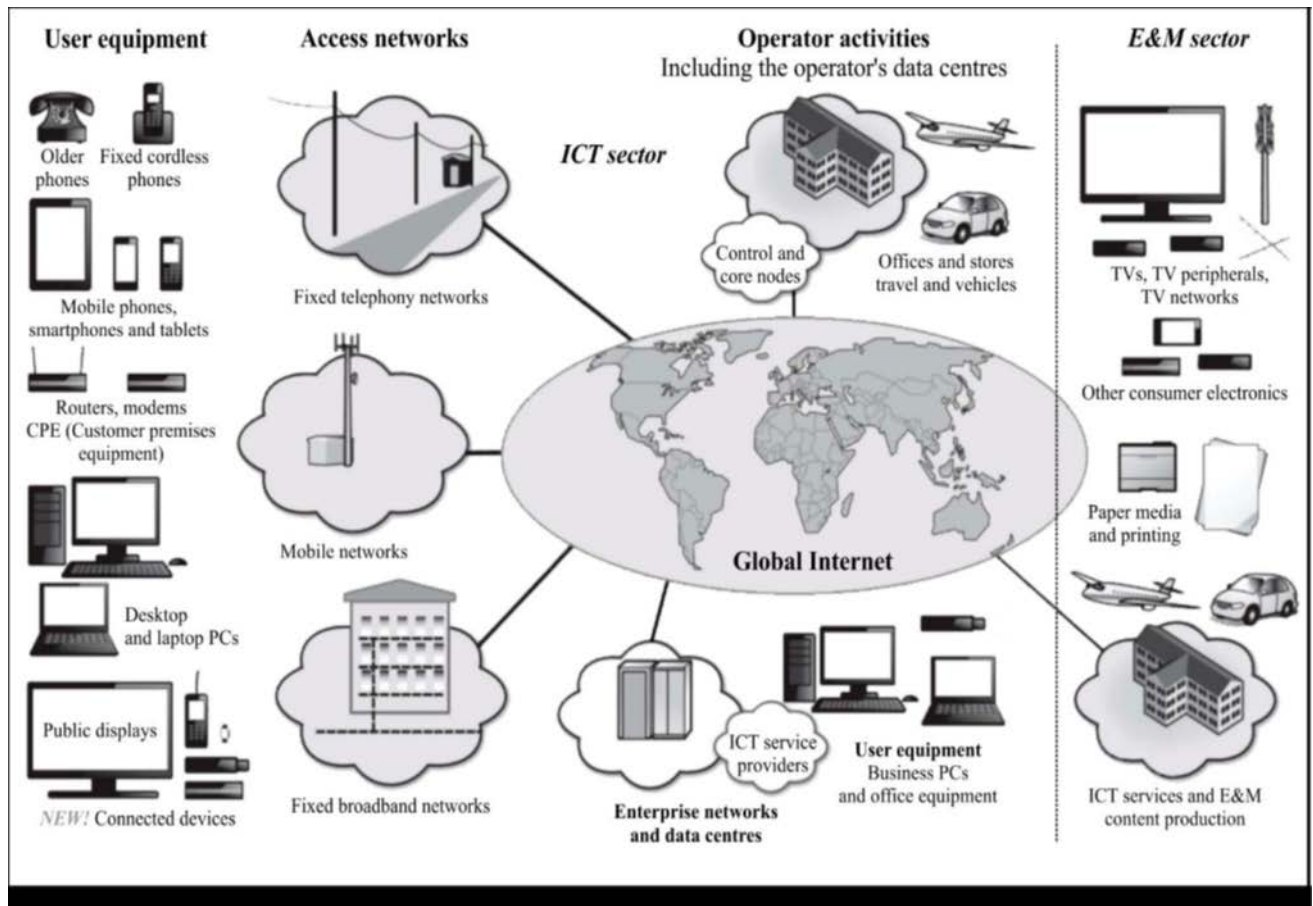 User equipment
Access networks
Operator activities
Including the operator's data centres
E&M sector
ICT sector
Older
phones
Fixed cordless
phones
Mobile phones,
smartphones and tablets
Routers, modems
CPE (Customer premises
equipment)
Desktop
and laptop PCs
Public displays
NEW! Connected devices
Fixed telephony networks
Mobile networks
Fixed broadband networks
Control and
core nodes
Offices and stores
travel and vehicles
Global Internet
ICT service
providers
Enterprise networks
and data centres
User equipment
Business PCs
and office equipment
TVs, TV peripherals,
TV networks
Other consumer electronics
Paper media
and printing
ICT services and E&M
content production